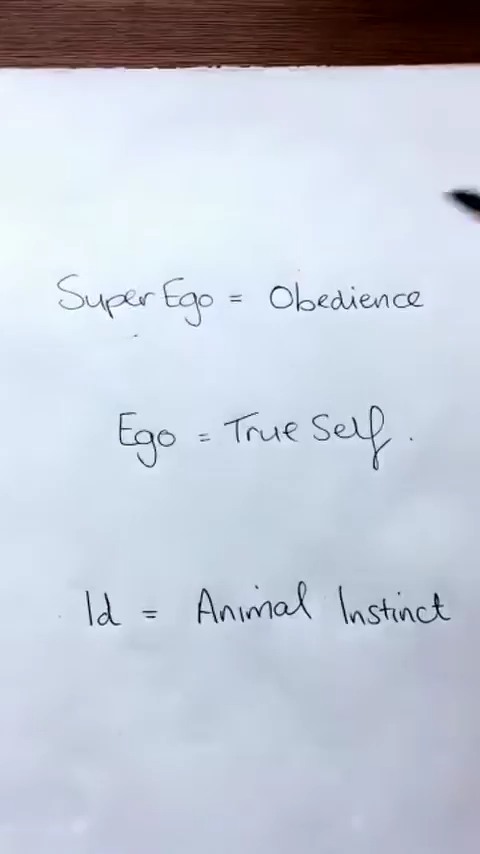 Super Ego = Obedience
Ego = True Self.
Id = Animal Instinct